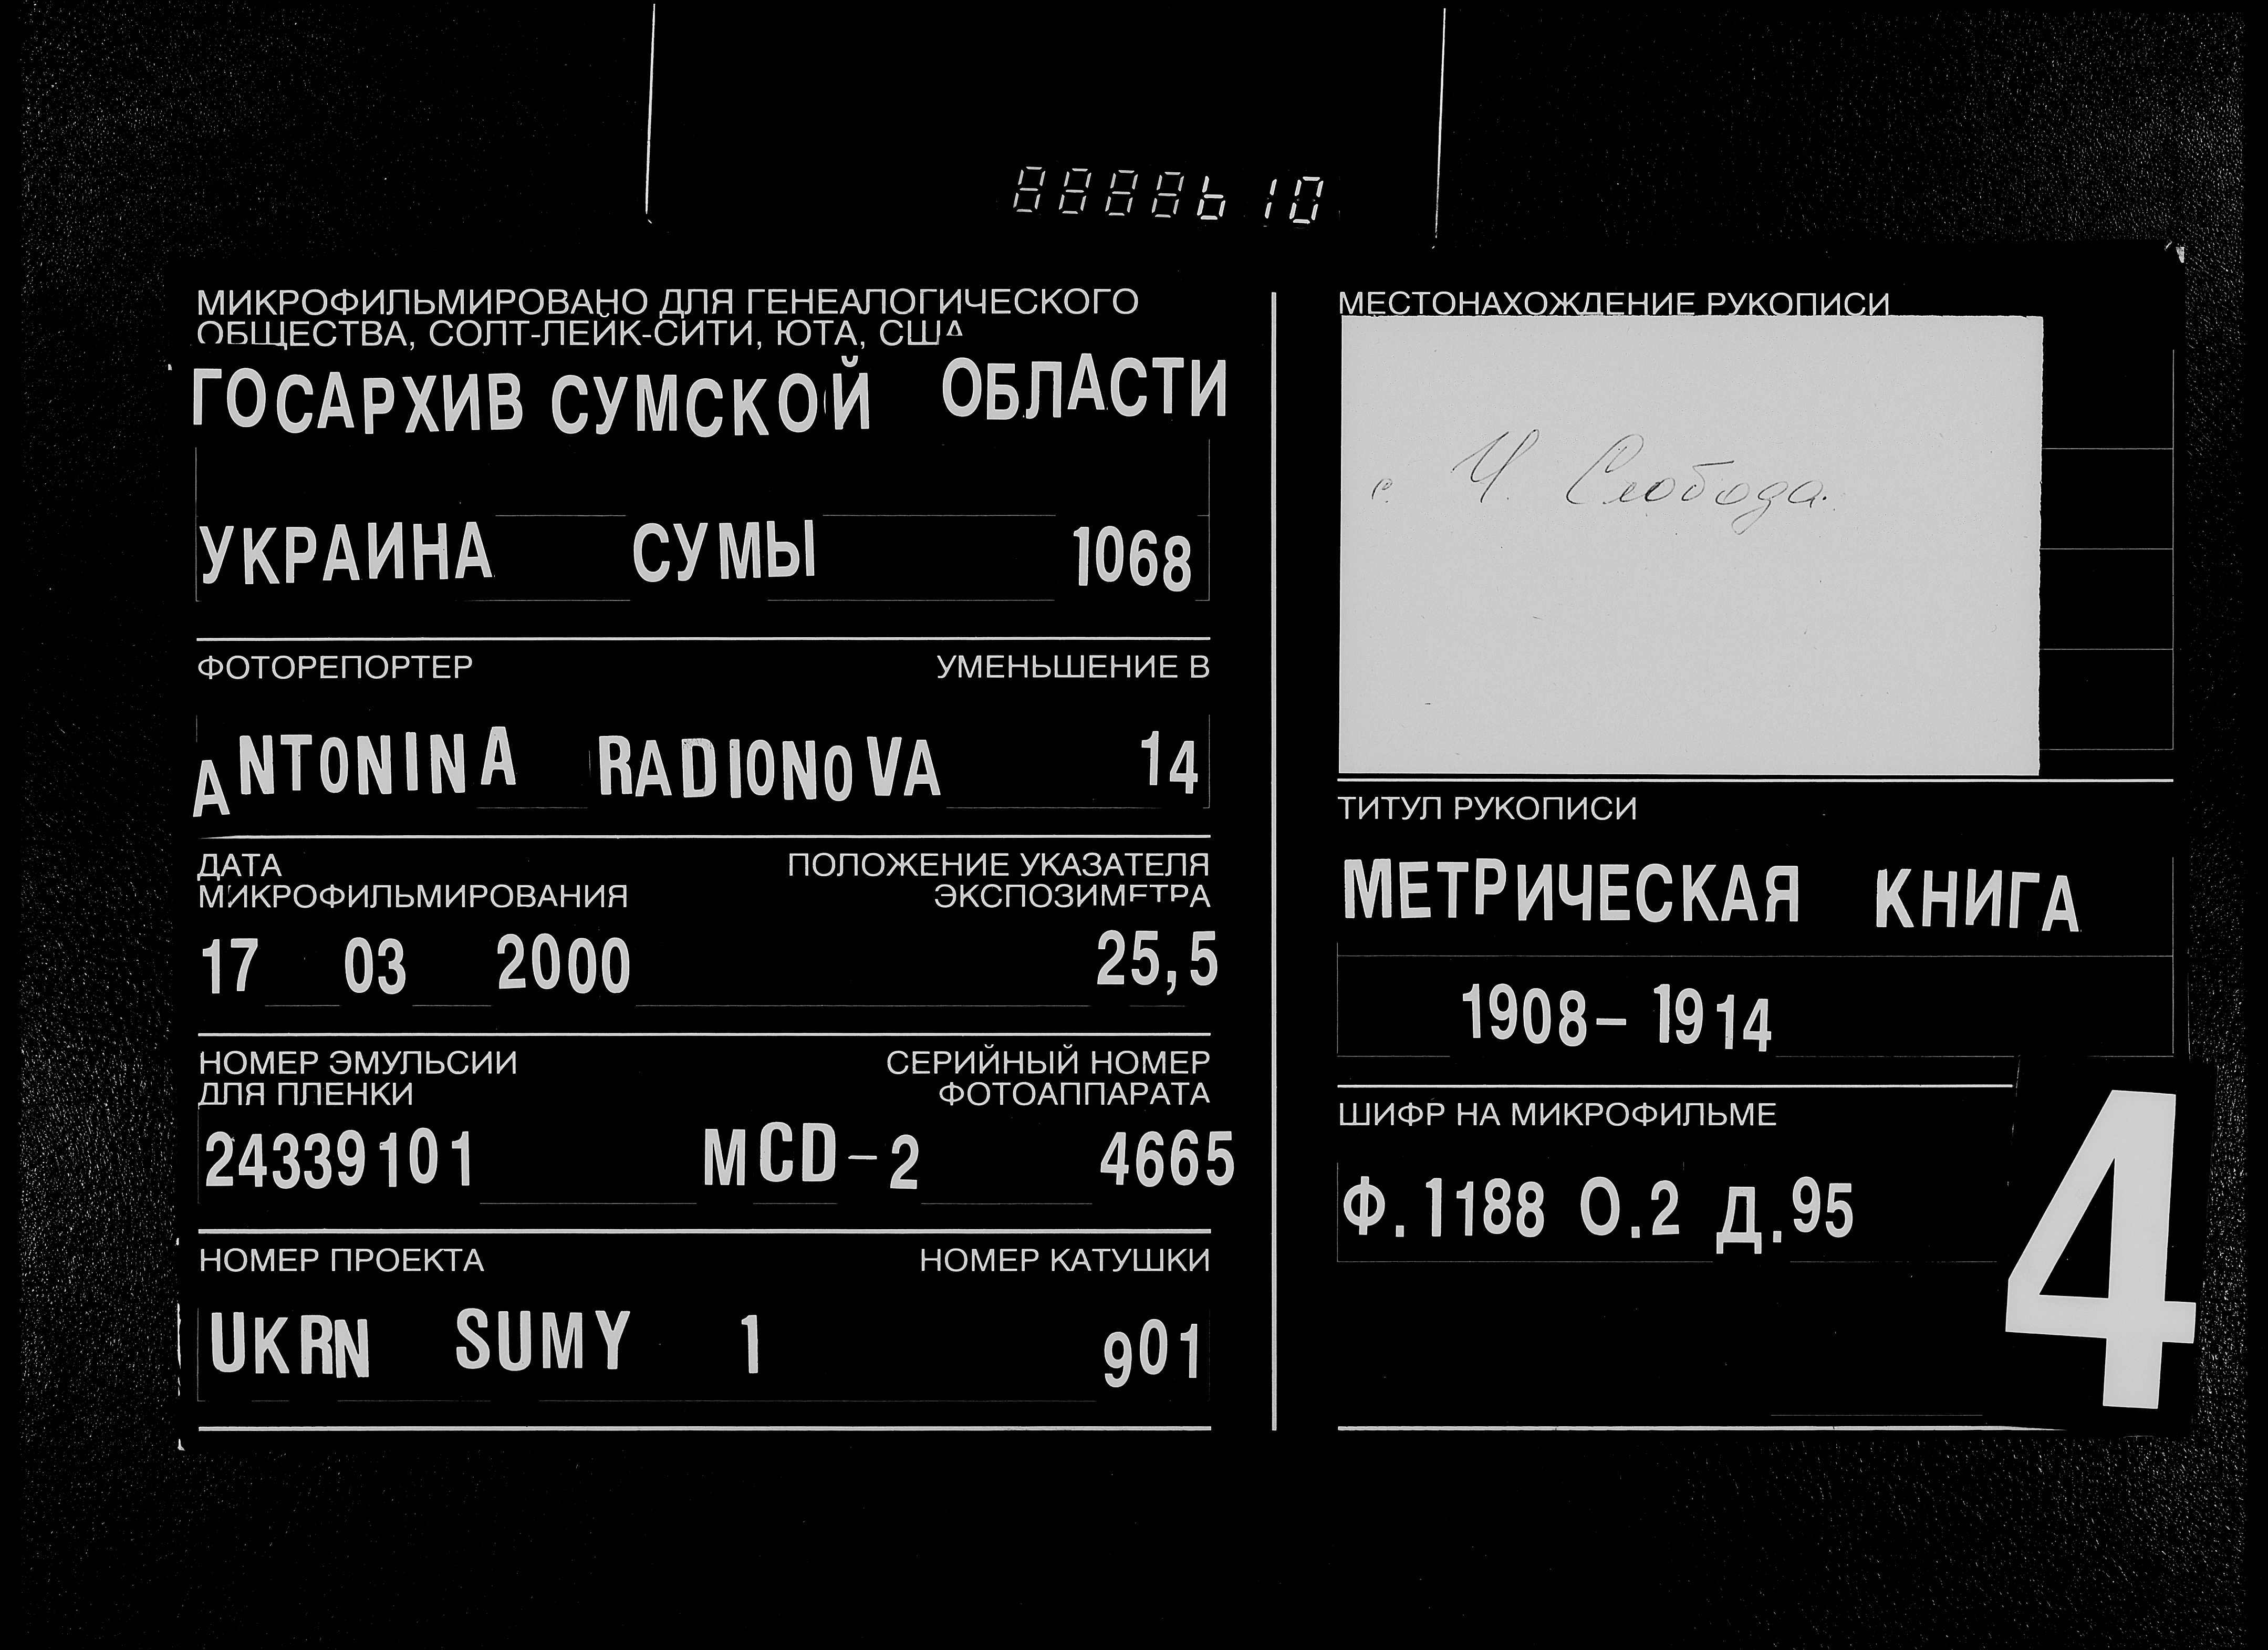 0000610
МИКРОФИЛЬМИРОВАНО ДЛЯ ГЕНЕАЛОГИЧЕСКОГО
ОБЩЕСТВА, СОЛТ-ЛЕЙК-СИТИ, ЮТА, США
ГОСАРХИВ СУМСКОЙ ОБЛАСТИ
УКРАИНА СУМЫ 1068
ФОТОРЕПОРТЕР УМЕНЬШЕНИЕ В
ANTONINA RADIONOVA 14
ДАТА ПОЛОЖЕНИЕ УКАЗАТЕЛЯ
МИКРОФИЛЬМИРОВАНИЯ ЭКСПОЗИМЕТРА
17 03 2000 25,5
НОМЕР ЭМУЛЬСИИ СЕРИЙНЫЙ НОМЕР
ДЛЯ ПЛЕНКИ ФОТОАППАРАТА
24339101 MCD-2 4665
НОМЕР ПРОЕКТА НОМЕР КАТУШКИ
UKRN SUMY 1 901
МЕСТОНАХОЖДЕНИЕ РУКОПИСИ
с. Ч. Слобода.
ТИТУЛ РУКОПИСИ
МЕТРИЧЕСКАЯ КНИГА
1908-1914
ШИФР НА МИКРОФИЛЬМЕ
Ф.1188 О.2 Д.95
4